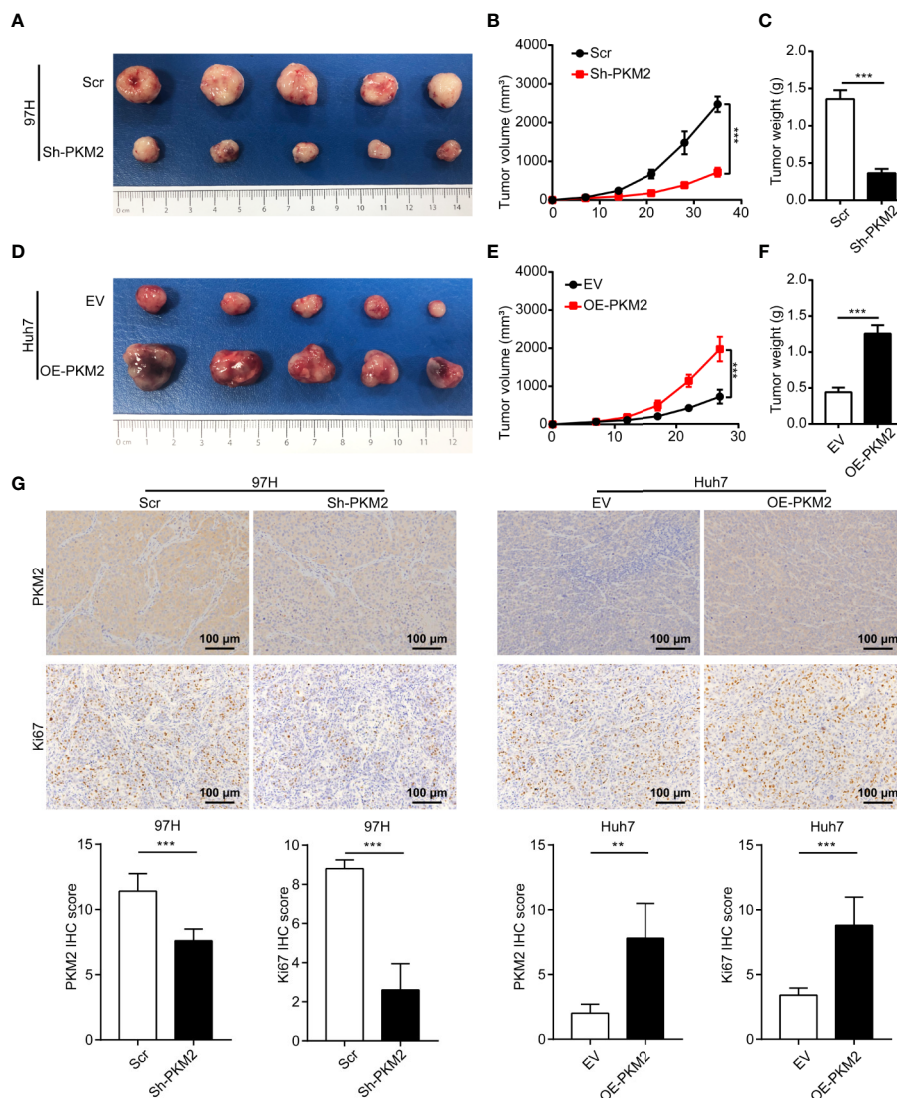 A
97H
Scr
Sh-PKM2
0 cm 1 2 3 4 5 6 7 8 9 10 11 12 13 14
B
Tumor volume (mm³)
4000
3000
2000
1000
0
0 10 20 30 40
Scr
Sh-PKM2
***
C
Tumor weight (g)
2.0
1.5
1.0
0.5
0.0
***
Scr
Sh-PKM2
D
Huh7
EV
OE-PKM2
0 cm 1 2 3 4 5 6 7 8 9 10 11 12
E
Tumor volume (mm³)
4000
3000
2000
1000
0
0 10 20 30
EV
OE-PKM2
***
F
Tumor weight (g)
2.0
1.5
1.0
0.5
0.0
***
EV
OE-PKM2
G
97H
Scr Sh-PKM2
Huh7
EV OE-PKM2
PKM2
100 µm 100 µm 100 µm 100 µm
Ki67
100 µm 100 µm 100 µm 100 µm
97H
PKM2 IHC score
15
10
5
0
***
Scr
Sh-PKM2
97H
Ki67 IHC score
10
8
6
4
2
0
***
Scr
Sh-PKM2
Huh7
PKM2 IHC score
15
10
5
0
**
EV
OE-PKM2
Huh7
Ki67 IHC score
15
10
5
0
***
EV
OE-PKM2